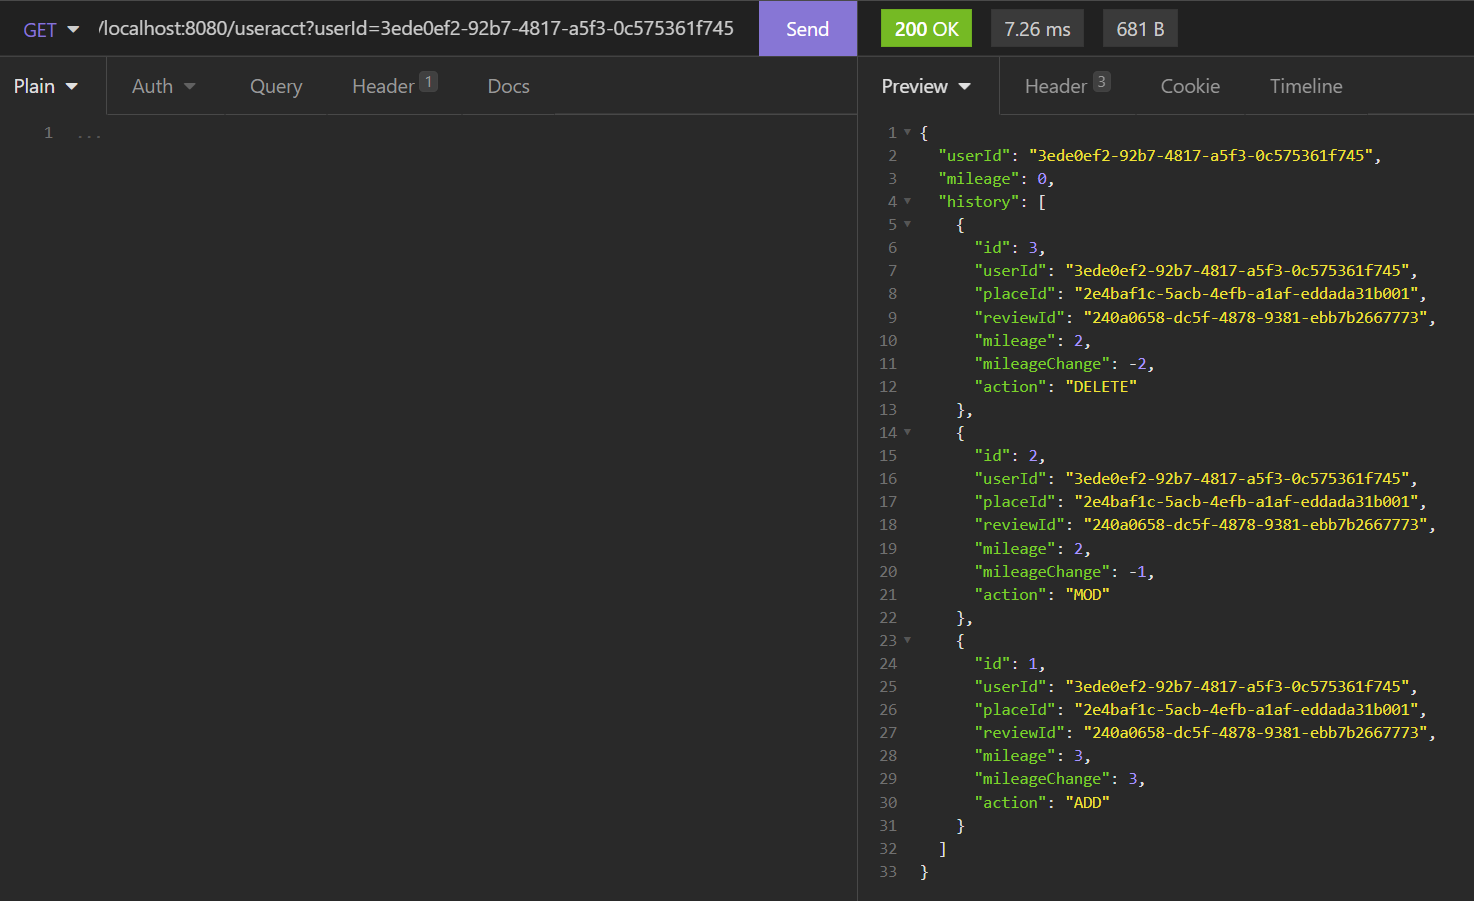 GET /localhost:8080/useracct?userId=3ede0ef2-92b7-4817-a5f3-0c575361f745 Send 200 OK 7.26 ms 681 B
Plain Auth Query Header 1 Docs Preview Header 3 Cookie Timeline
1 ...
1 {
2 "userId": "3ede0ef2-92b7-4817-a5f3-0c575361f745",
3 "mileage": 0,
4 "history": [
5 {
6 "id": 3,
7 "userId": "3ede0ef2-92b7-4817-a5f3-0c575361f745",
8 "placeId": "2e4baf1c-5acb-4efb-a1af-eddada31b001",
9 "reviewId": "240a0658-dc5f-4878-9381-ebb7b2667773",
10 "mileage": 2,
11 "mileageChange": -2,
12 "action": "DELETE"
13 },
14 {
15 "id": 2,
16 "userId": "3ede0ef2-92b7-4817-a5f3-0c575361f745",
17 "placeId": "2e4baf1c-5acb-4efb-a1af-eddada31b001",
18 "reviewId": "240a0658-dc5f-4878-9381-ebb7b2667773",
19 "mileage": 2,
20 "mileageChange": -1,
21 "action": "MOD"
22 },
23 {
24 "id": 1,
25 "userId": "3ede0ef2-92b7-4817-a5f3-0c575361f745",
26 "placeId": "2e4baf1c-5acb-4efb-a1af-eddada31b001",
27 "reviewId": "240a0658-dc5f-4878-9381-ebb7b2667773",
28 "mileage": 3,
29 "mileageChange": 3,
30 "action": "ADD"
31 }
32 ]
33 }